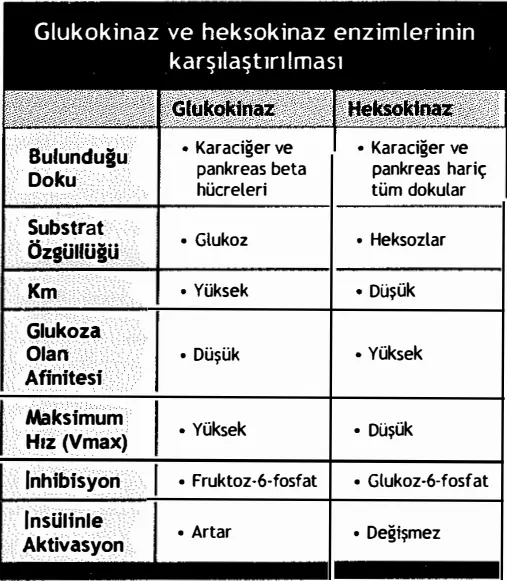 Glukokinaz ve heksokinaz enzimlerinin
karşılaştırılması
Glukokinaz
Heksokinaz
Bulunduğu
Doku
• Karaciğer ve
pankreas beta
hücreleri
• Karaciğer ve
pankreas hariç
tüm dokular
Substrat
Özgüllüğü
• Glukoz
• Heksozlar
Km
• Yüksek
• Düşük
Glukoza
Olan
Afinitesi
• Düşük
• Yüksek
Maksimum
Hız (Vmax)
• Yüksek
• Düşük
İnhibisyon
• Fruktoz-6-fosfat
• Glukoz-6-fosfat
İnsülinle
Aktivasyon
• Artar
• Değişmez